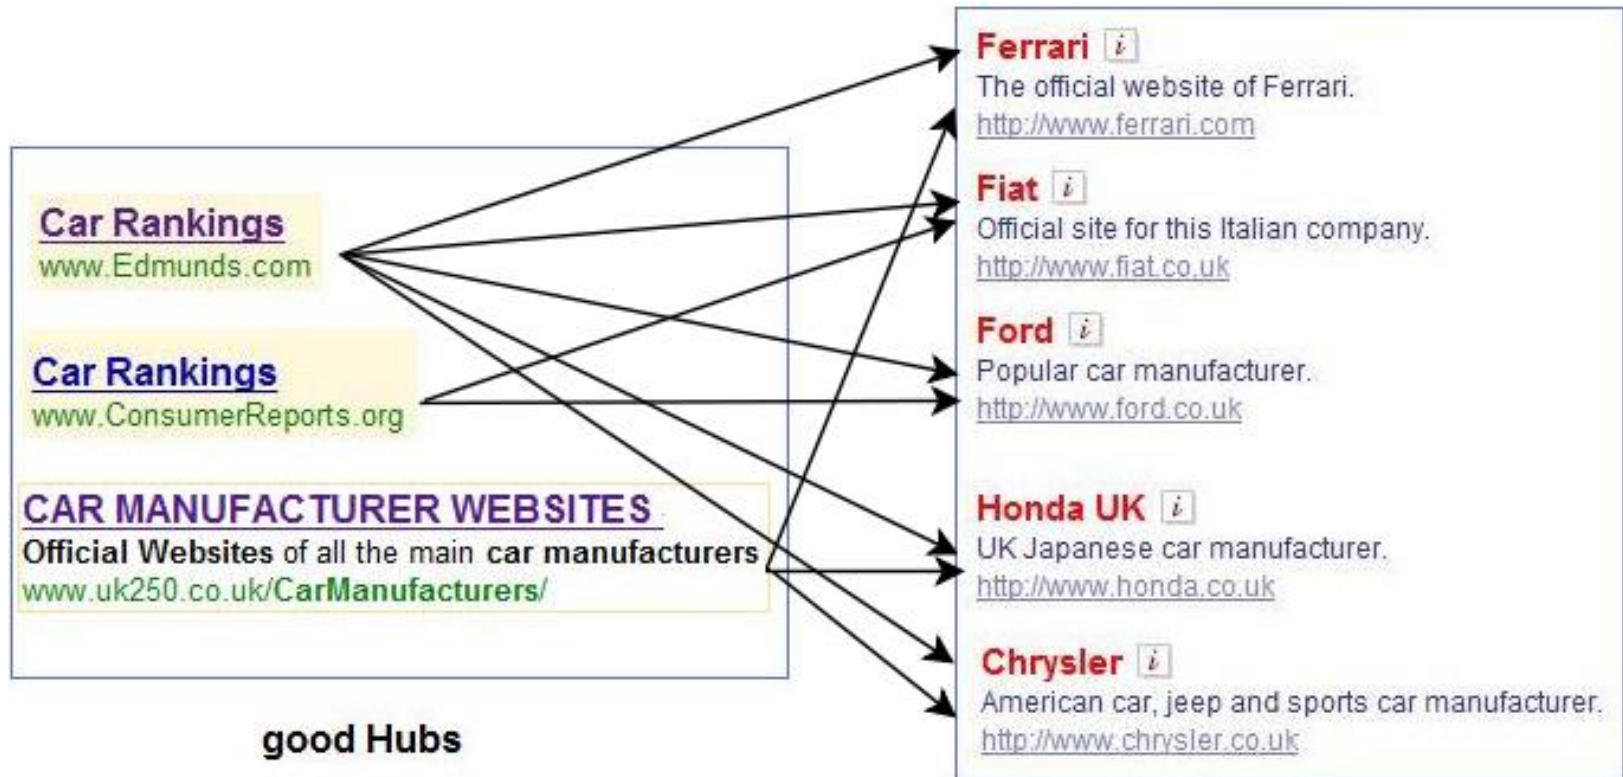 Car Rankings
www.Edmunds.com
Car Rankings
www.ConsumerReports.org
CAR MANUFACTURER WEBSITES
Official Websites of all the main car manufacturers
www.uk250.co.uk/CarManufacturers/
good Hubs
Ferrari i
The official website of Ferrari.
http://www.ferrari.com
Fiat i
Official site for this Italian company.
http://www.fiat.co.uk
Ford i
Popular car manufacturer.
http://www.ford.co.uk
Honda UK i
UK Japanese car manufacturer.
http://www.honda.co.uk
Chrysler i
American car, jeep and sports car manufacturer.
http://www.chrysler.co.uk